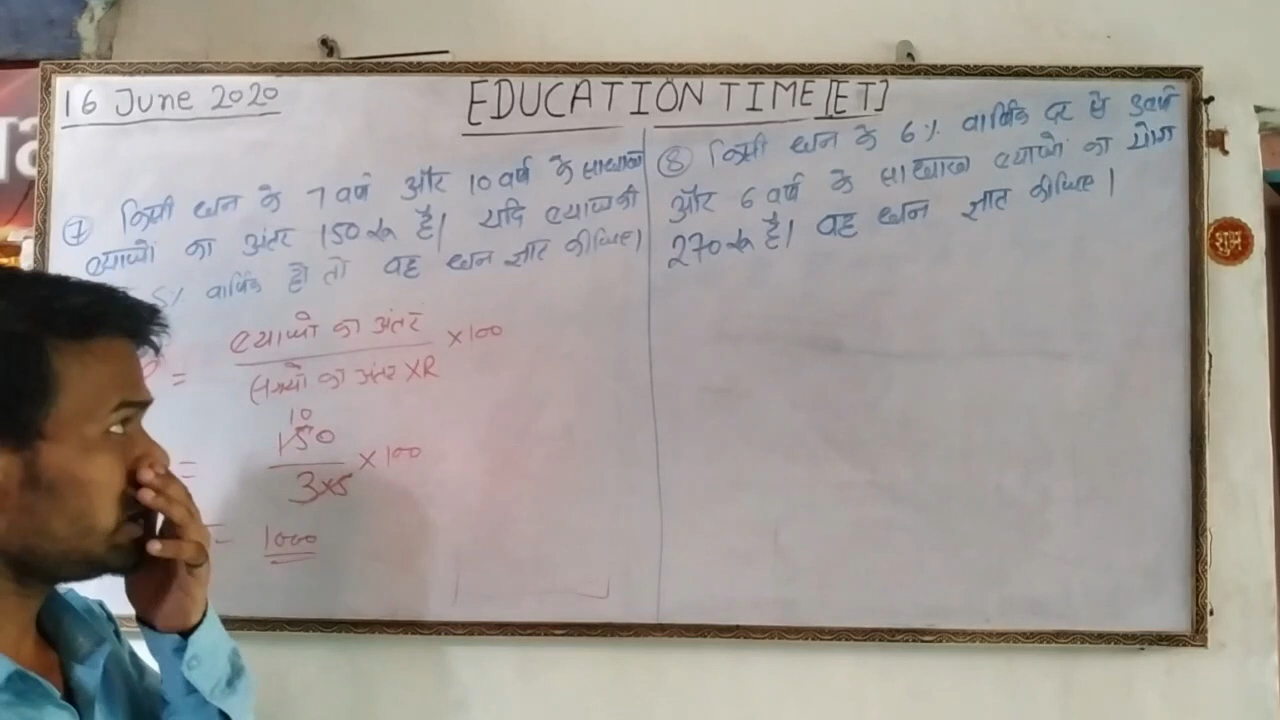 16 June 2020
EDUCATION TIME [ET]
⑦ किसी धन के 7 वर्ष और 10 वर्ष के साधारण
ब्याजों का अंतर 150 रू है। यदि ब्याज की
5% वार्षिक हो तो वह धन ज्ञात कीजिए।
= ब्याजों का अंतर × 100
समयों का अंतर × R
10
= 150 × 100
3×5
= 1000
⑧ किसी धन के 6% वार्षिक दर से 3 वर्ष
और 6 वर्ष के साधारण ब्याजों का योग
270 रू है। वह धन ज्ञात कीजिए।
शुभ